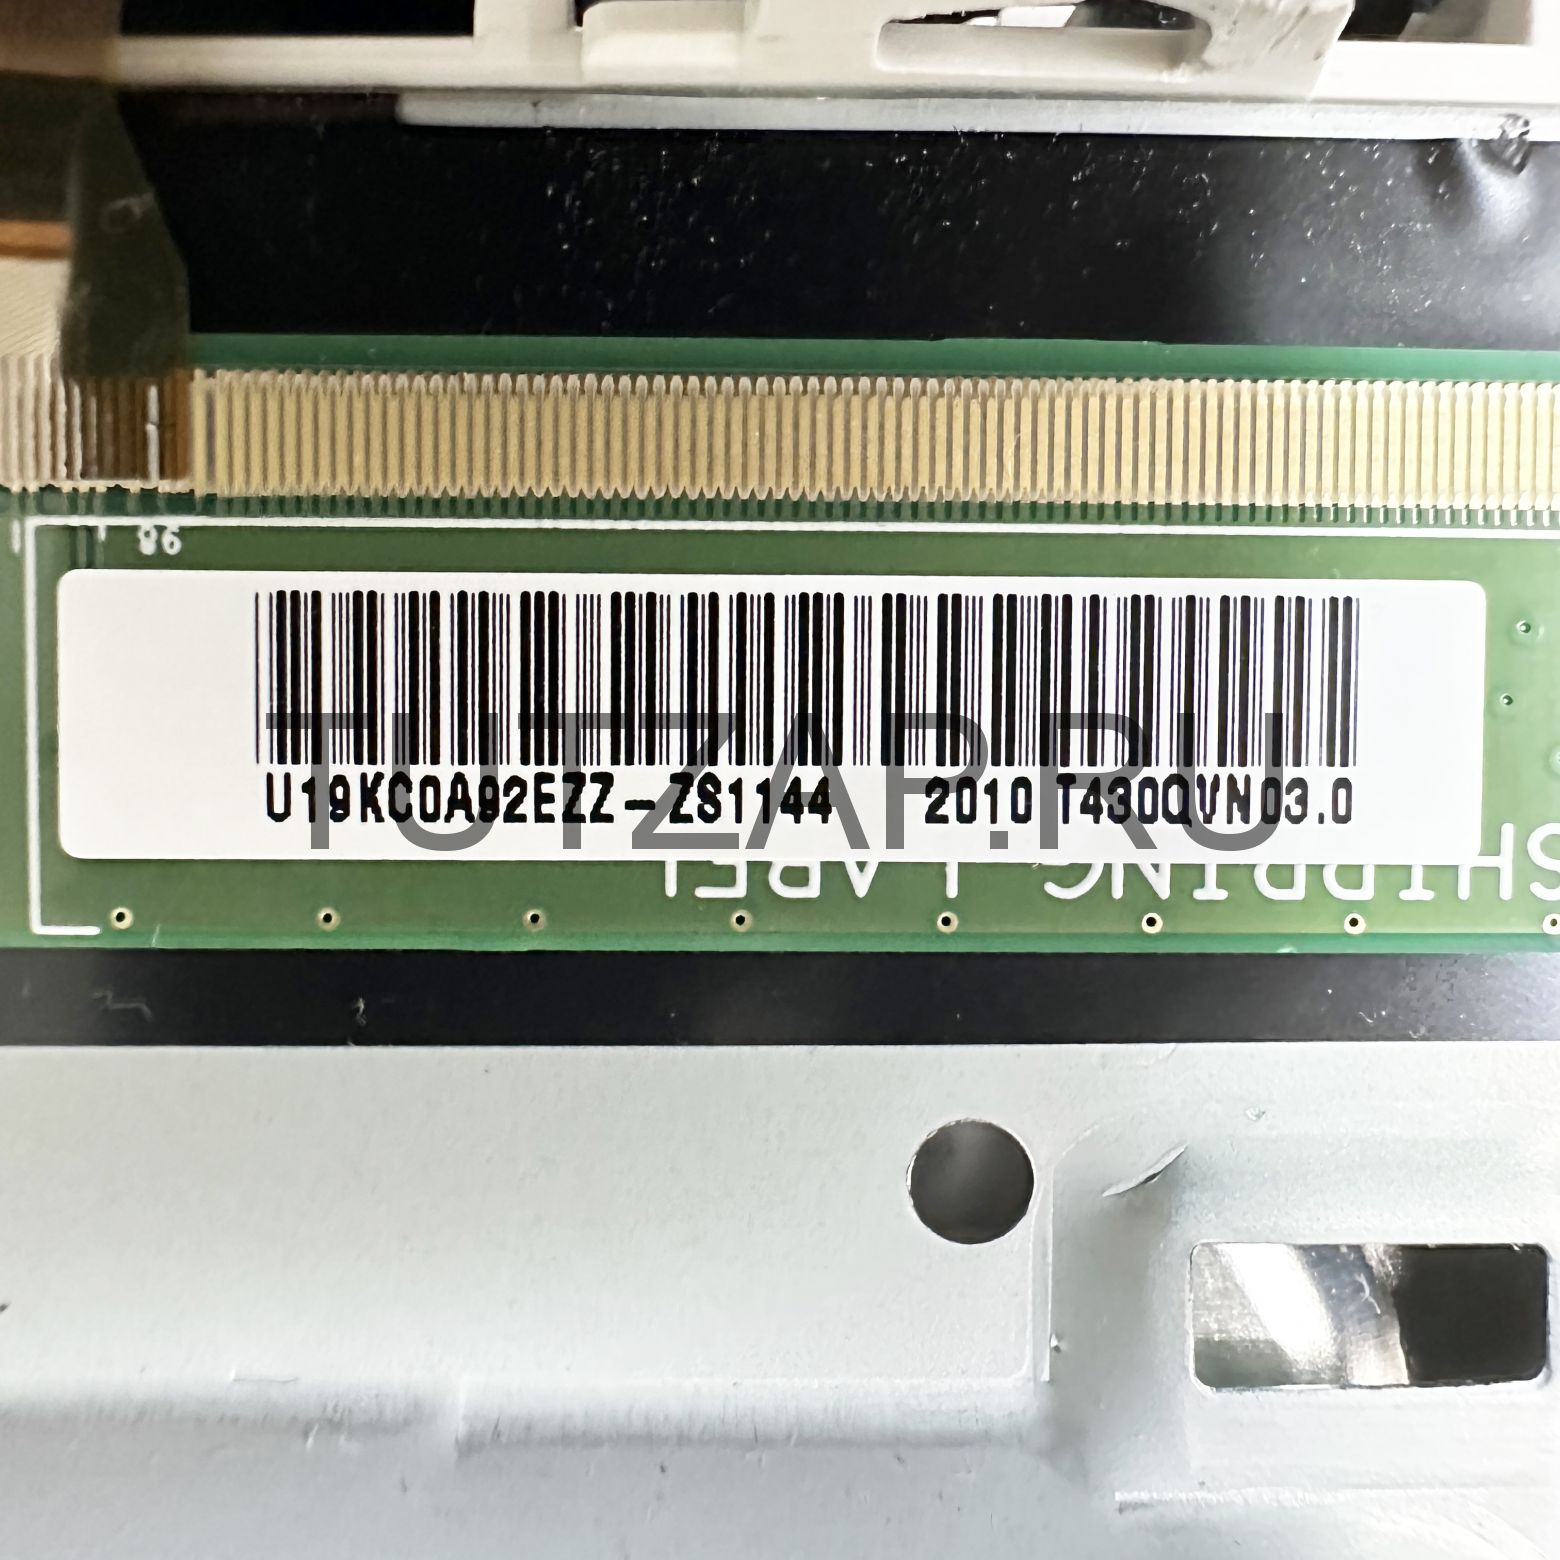 98
U19KC0A92EZZ-ZS1144 2010 T430QVN03.0
TUTZAP.RU
SHIPPING LABEL